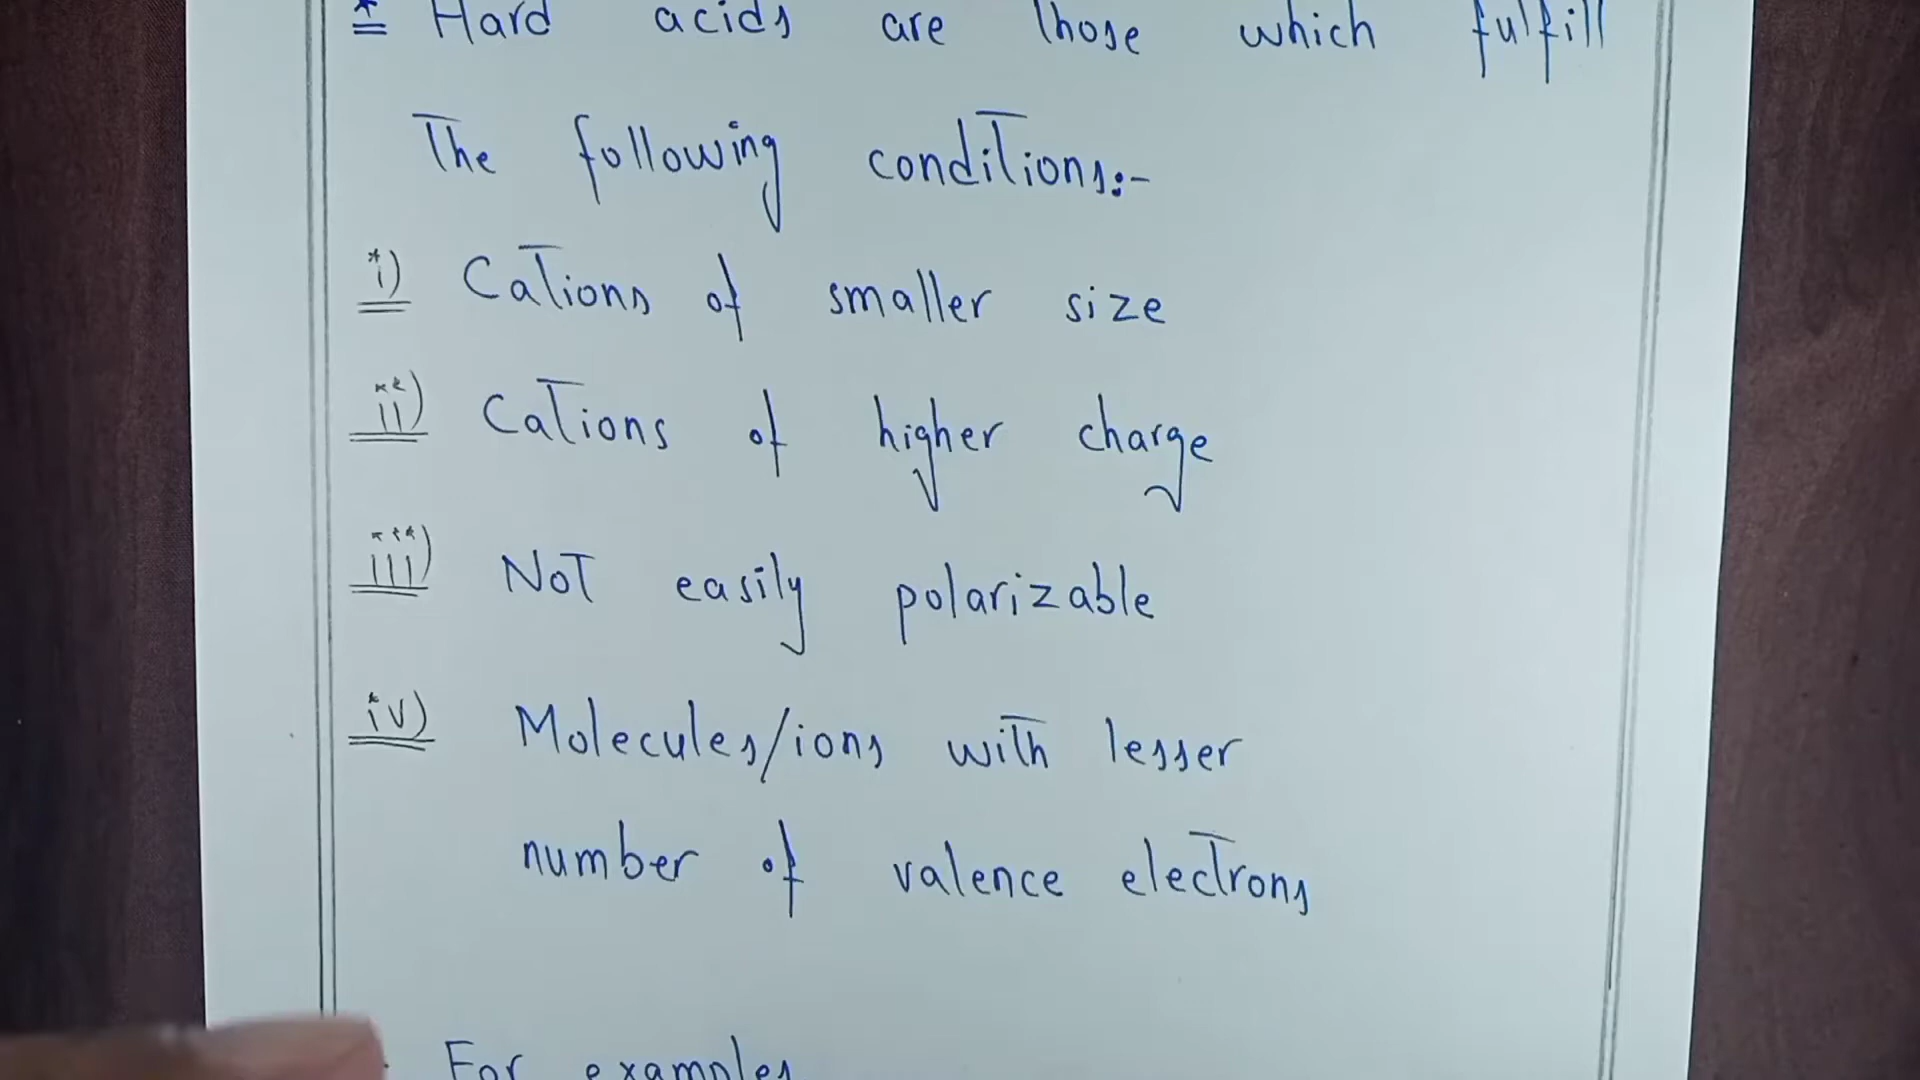 * Hard acids are those which fulfill
The following conditions:-
i) Cations of smaller size
ii) Cations of higher charge
iii) Not easily polarizable
iv) Molecules/ions with lesser
number of valence electrons
For examples